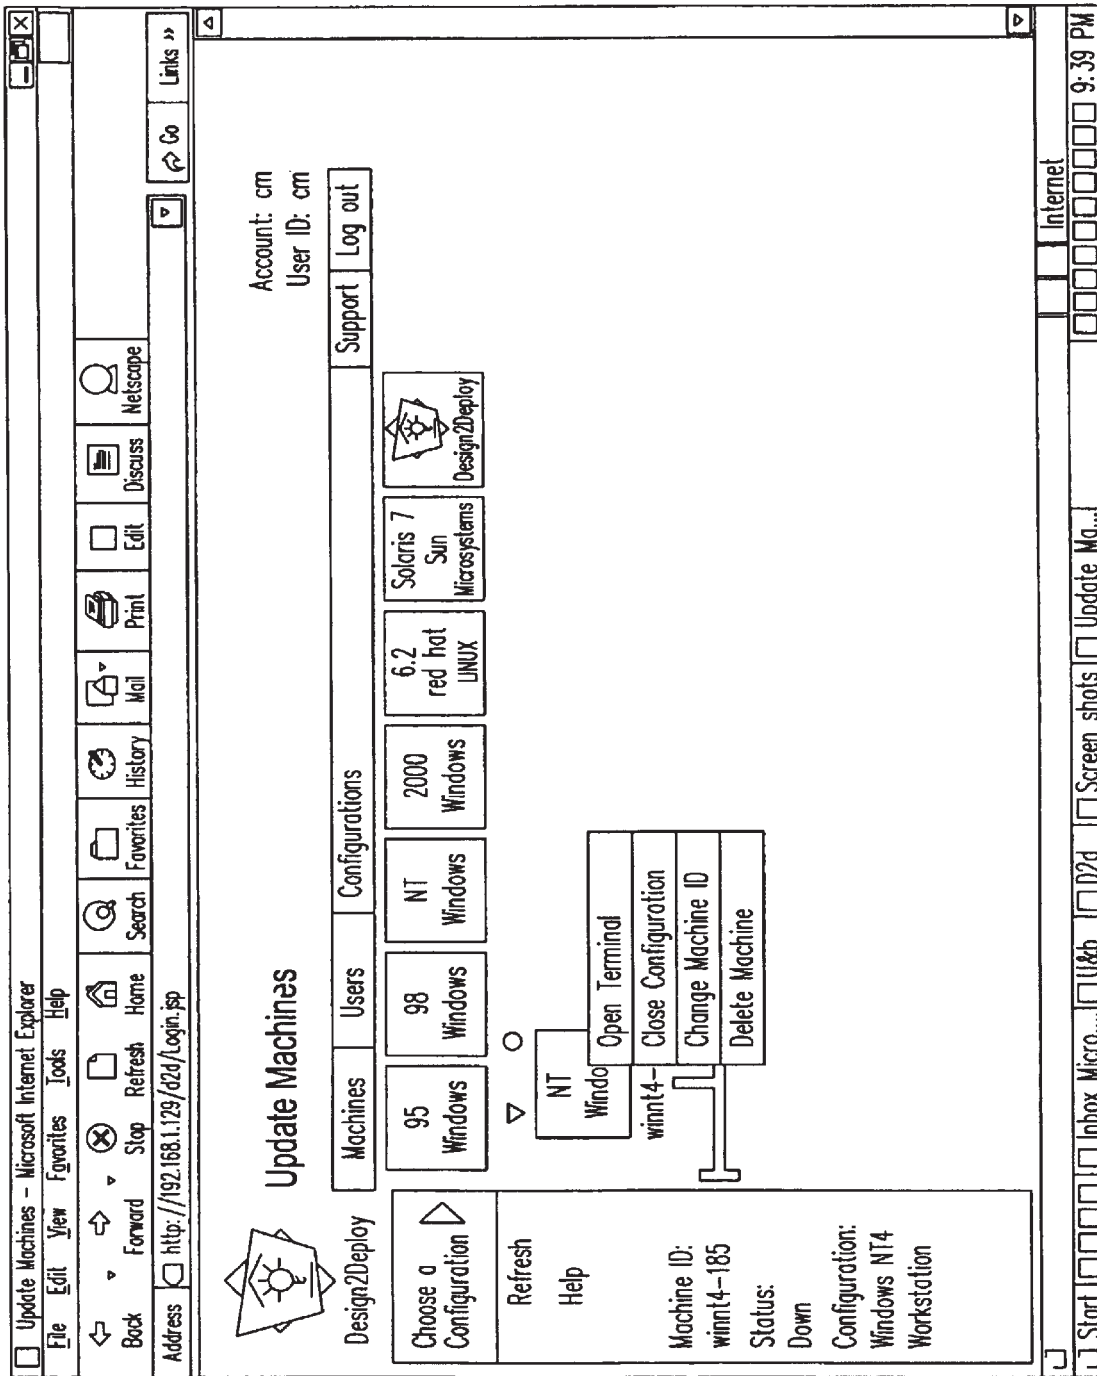 Update Machines – Microsoft Internet Explorer
File Edit View Favorites Tools Help
Back Forward Stop Refresh Home Search Favorites History Mail Print Edit Discuss Netscape
Address http://192.168.1.129/d2d/Login.jsp Go Links »
Design2Deploy
Update Machines
Account: cm
User ID: cm
Machines Users Configurations Support Log out
Choose a
Configuration
Refresh
Help
Machine ID:
winnt4-185
Status:
Down
Configuration:
Windows NT4
Workstation
95
Windows
98
Windows
NT
Windows
2000
Windows
6.2
red hat
LINUX
Solaris 7
Sun
Microsystems
Design2Deploy
NT
Windo
winnt4-
Open Terminal
Close Configuration
Change Machine ID
Delete Machine
Internet
Start Inbox Micro... U&b D2d Screen shots Update Ma... 9:39 PM